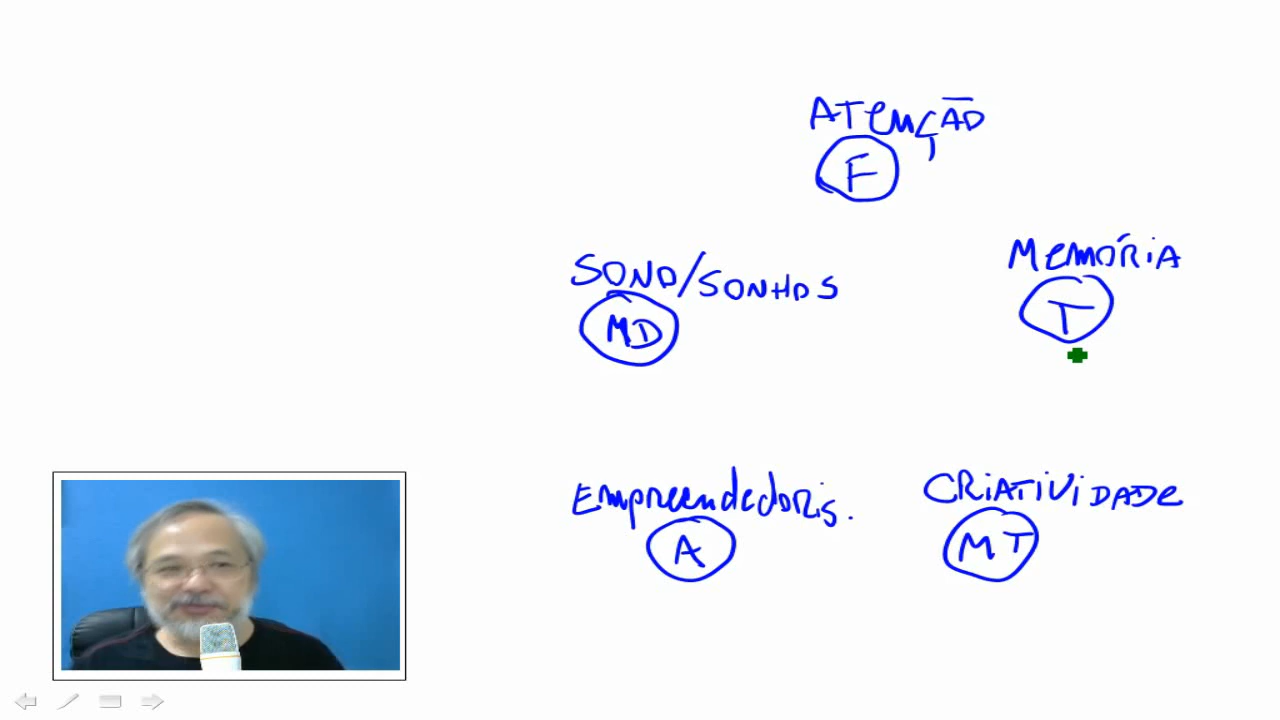 ATENÇÃO
F
SONO/SONHOS
MD
MEMÓRIA
T
Empreendedoris.
A
CRIATIVIDADE
MT